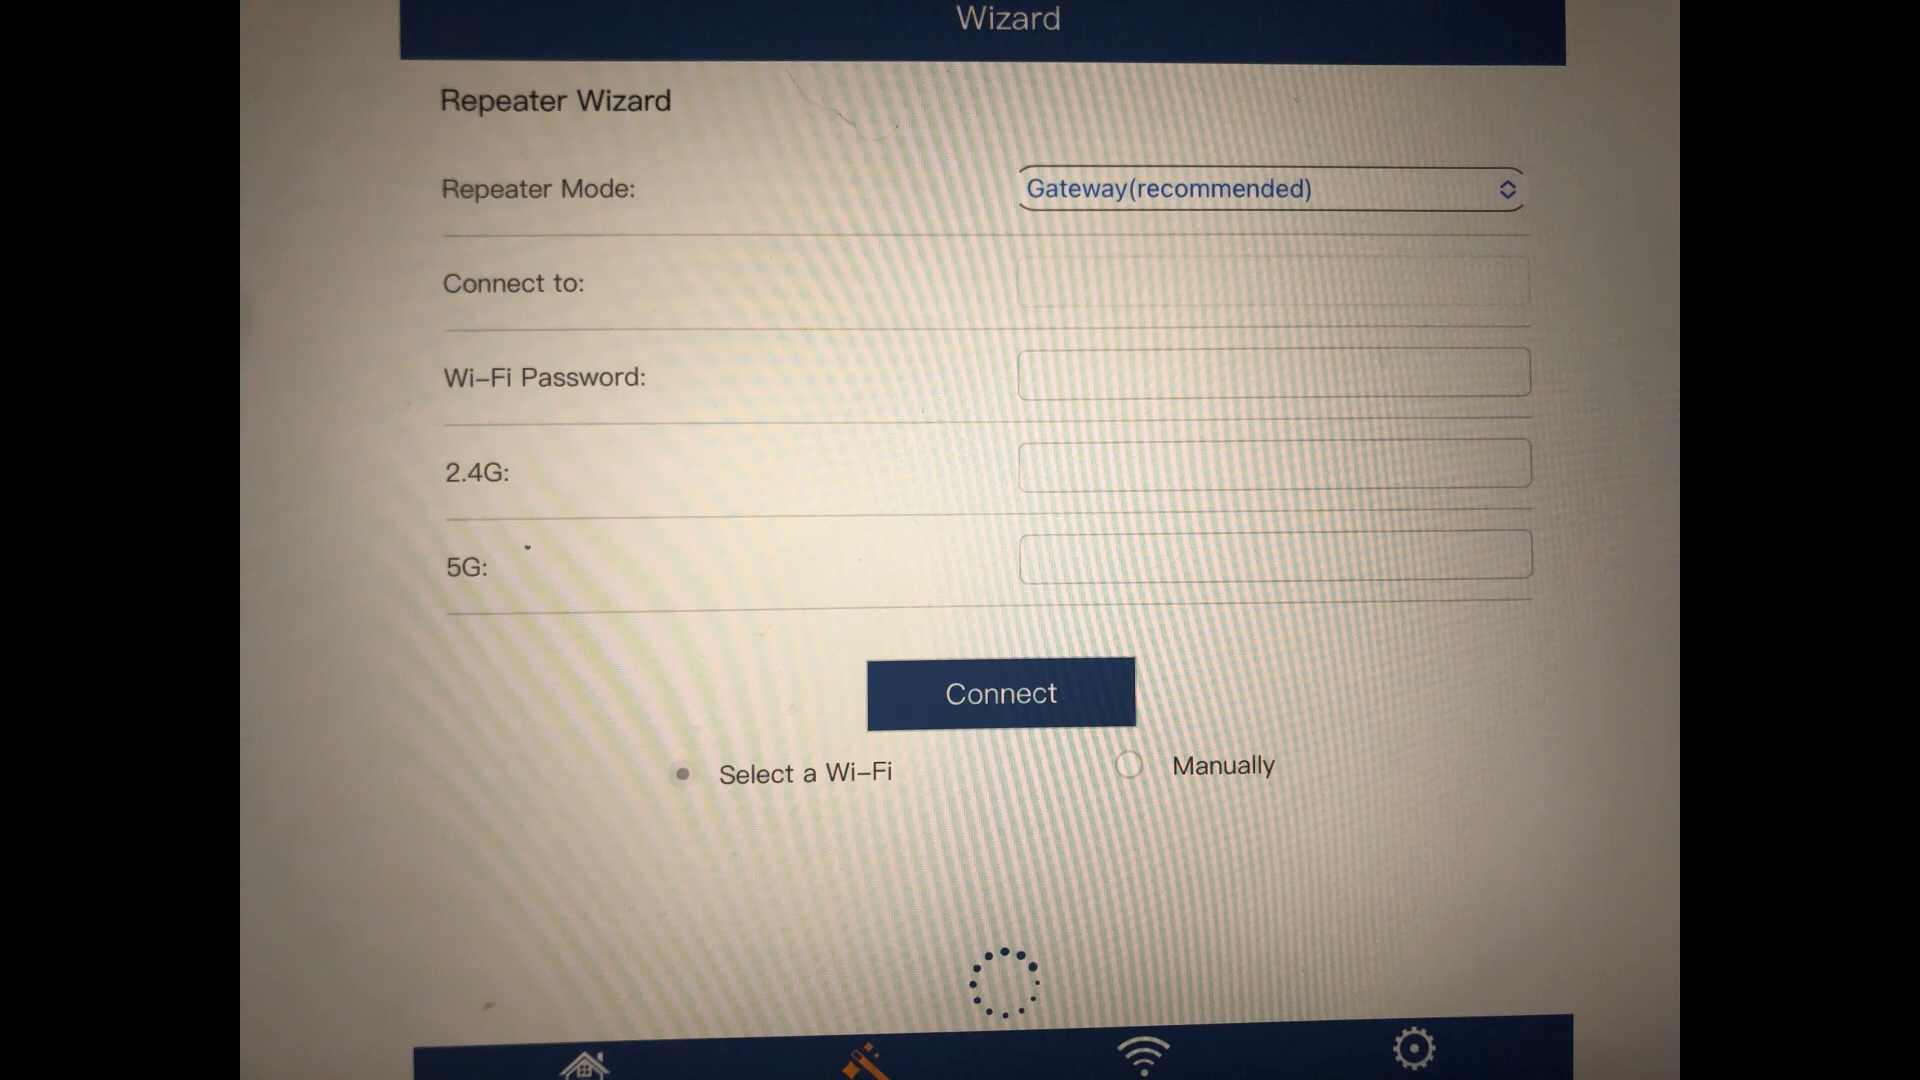 Wizard
Repeater Wizard
Repeater Mode: Gateway(recommended)
Connect to:
Wi-Fi Password:
2.4G:
5G:
Connect
Select a Wi-Fi Manually